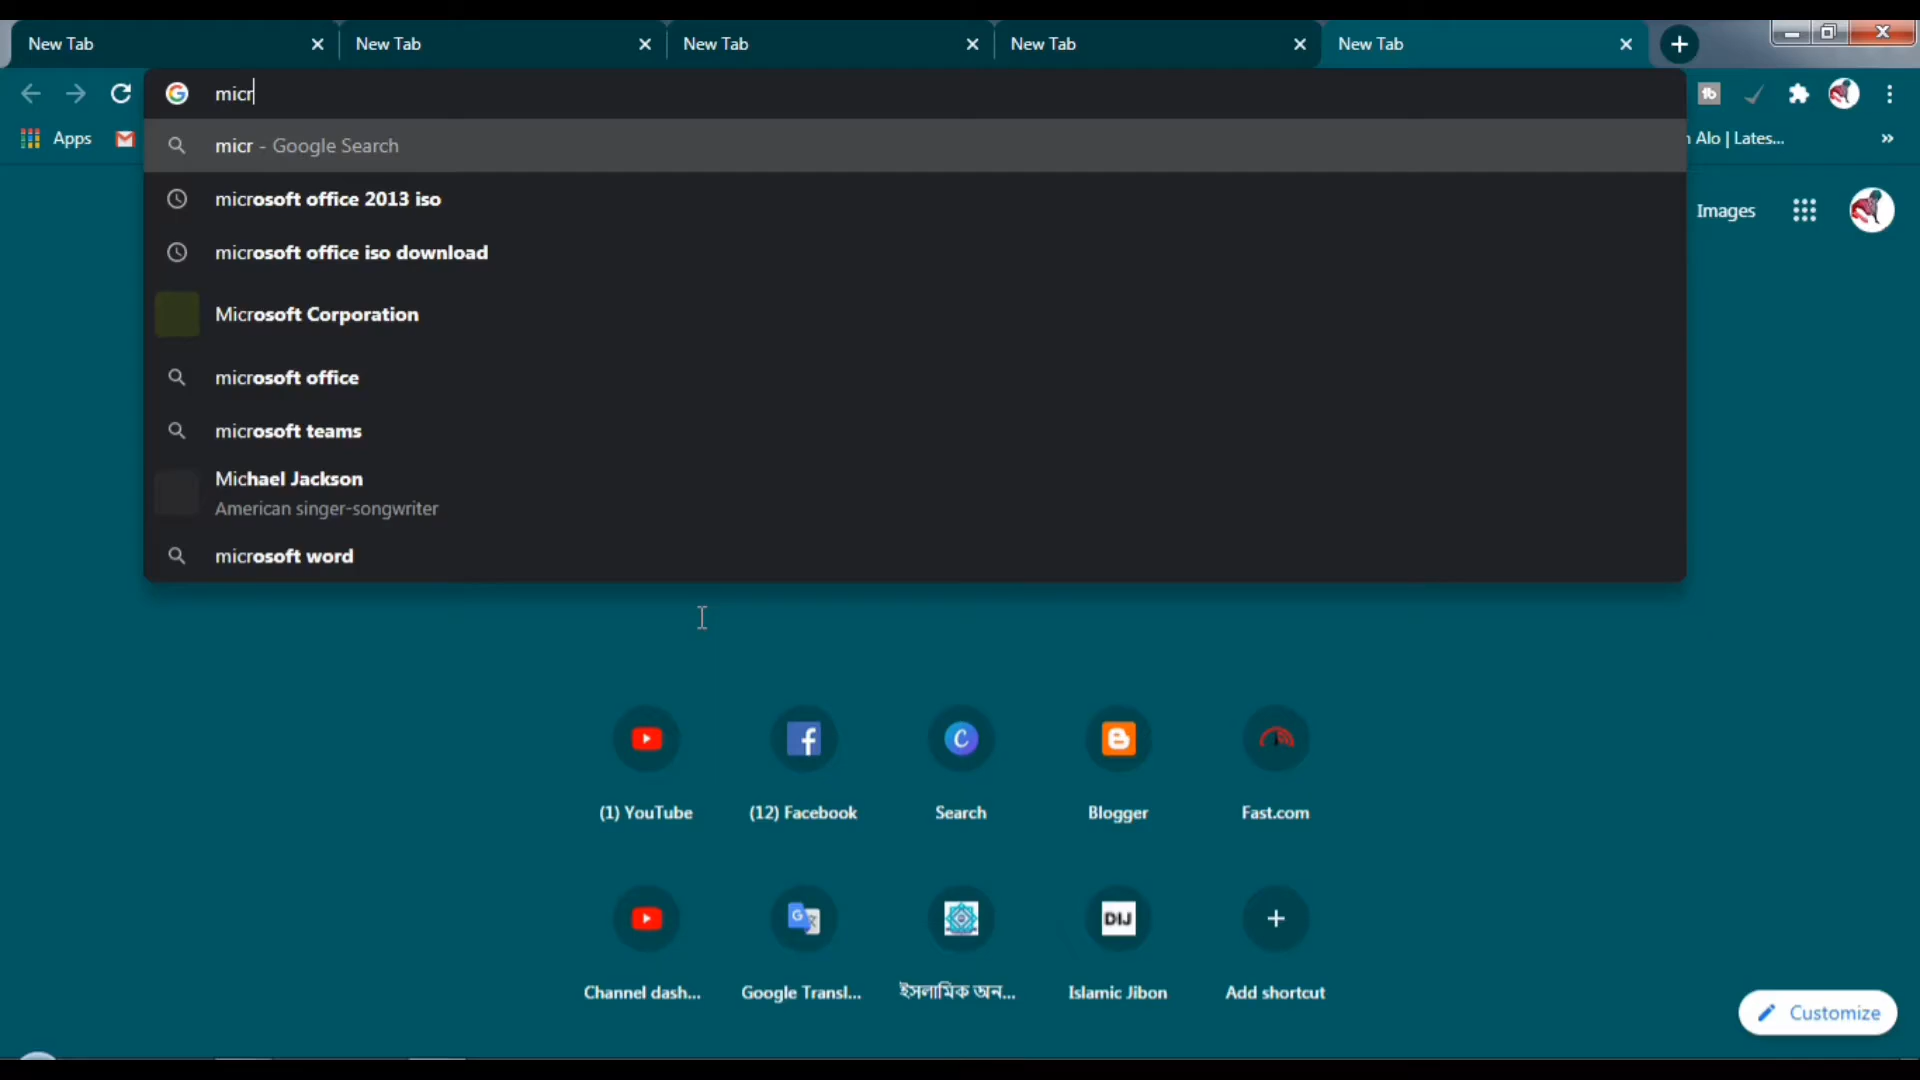 New Tab
New Tab
New Tab
New Tab
New Tab
micr
Apps
Alo | Lates...
micr - Google Search
microsoft office 2013 iso
Images
microsoft office iso download
Microsoft Corporation
microsoft office
microsoft teams
Michael Jackson
American singer-songwriter
microsoft word
(1) YouTube
(12) Facebook
Search
Blogger
Fast.com
DIJ
Channel dash...
Google Transl...
ইসলামিক অন...
Islamic Jibon
Add shortcut
Customize